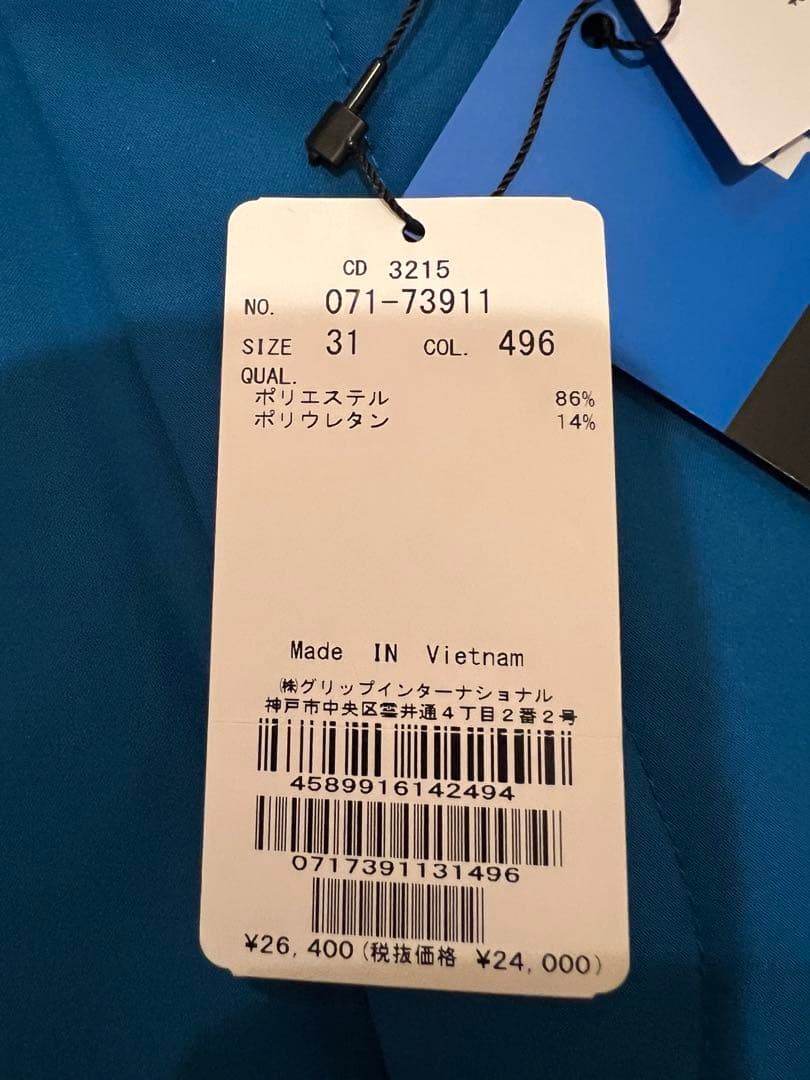 CD 3215
NO. 071-73911
SIZE 31 COL. 496
QUAL.
ポリエステル 86%
ポリウレタン 14%
Made IN Vietnam
㈱グリップインターナショナル
神戸市中央区雲井通4丁目2番2号
4589916142494
0717391131496
¥26,400(税抜価格 ¥24,000)